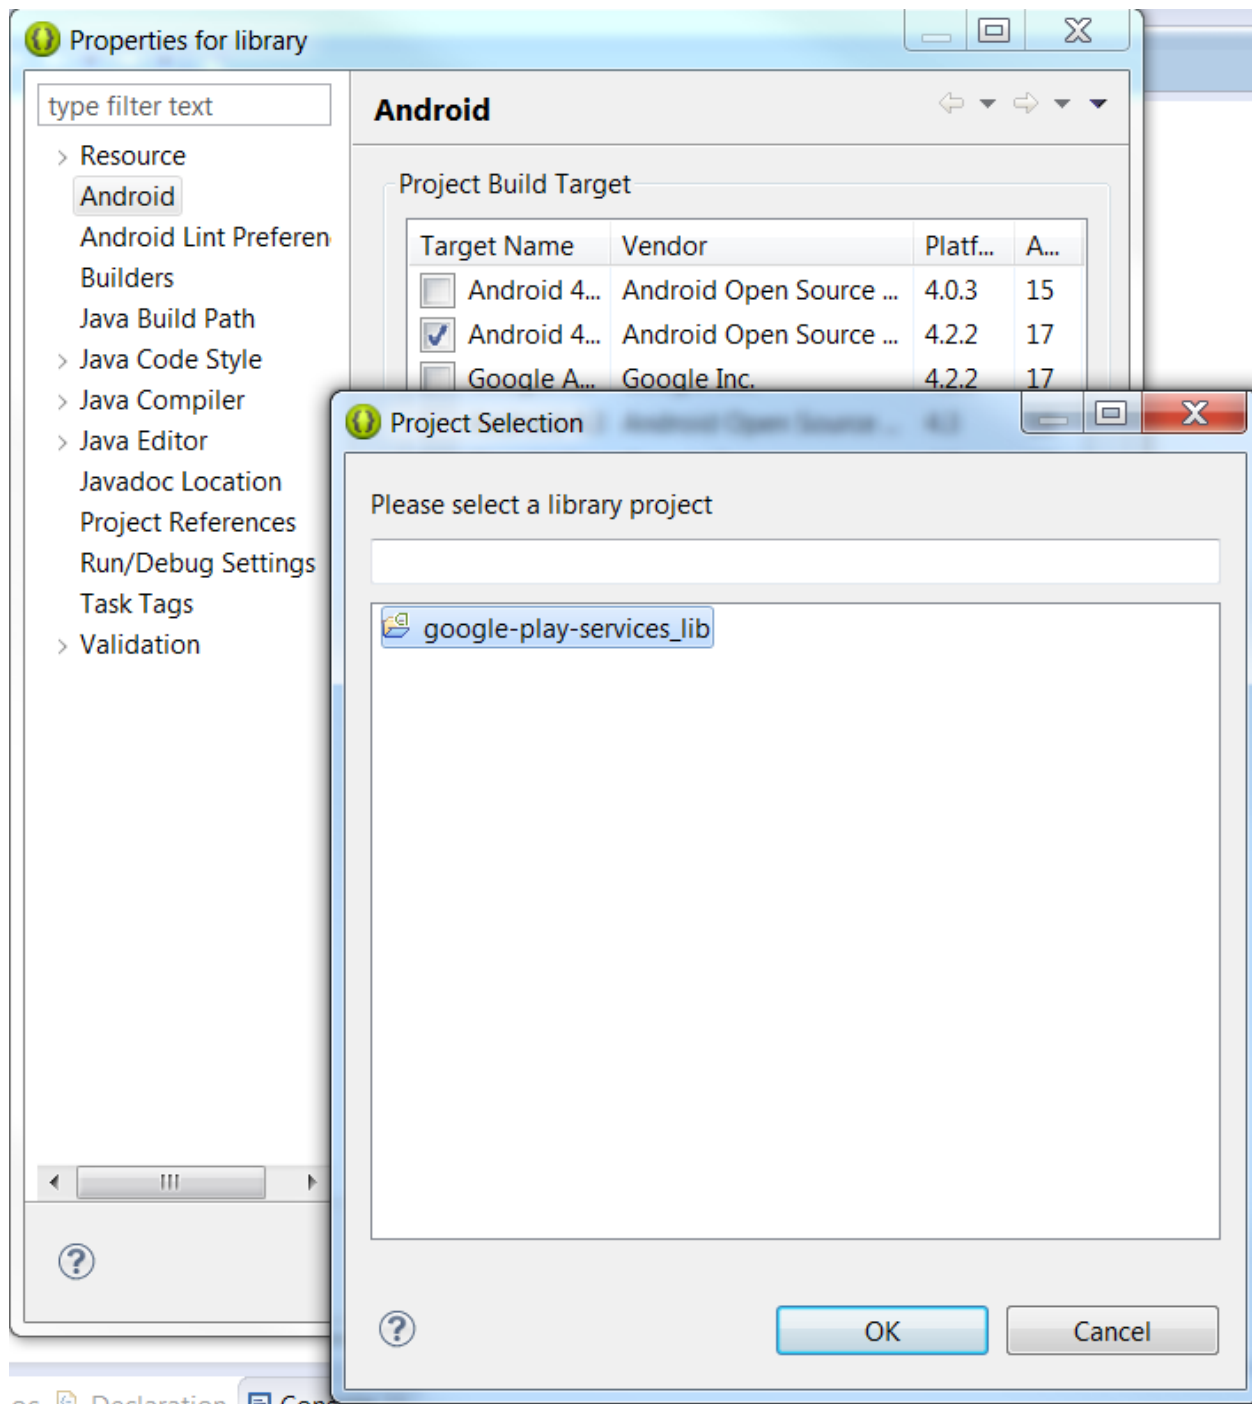 Properties for library
type filter text
Resource
Android
Android Lint Preferen
Builders
Java Build Path
Java Code Style
Java Compiler
Java Editor
Javadoc Location
Project References
Run/Debug Settings
Task Tags
Validation
Android
Project Build Target
Target Name Vendor Platf... A...
Android 4... Android Open Source ... 4.0.3 15
Android 4... Android Open Source ... 4.2.2 17
Google A... Google Inc. 4.2.2 17
Project Selection
Please select a library project
google-play-services_lib
OK Cancel
Declaration